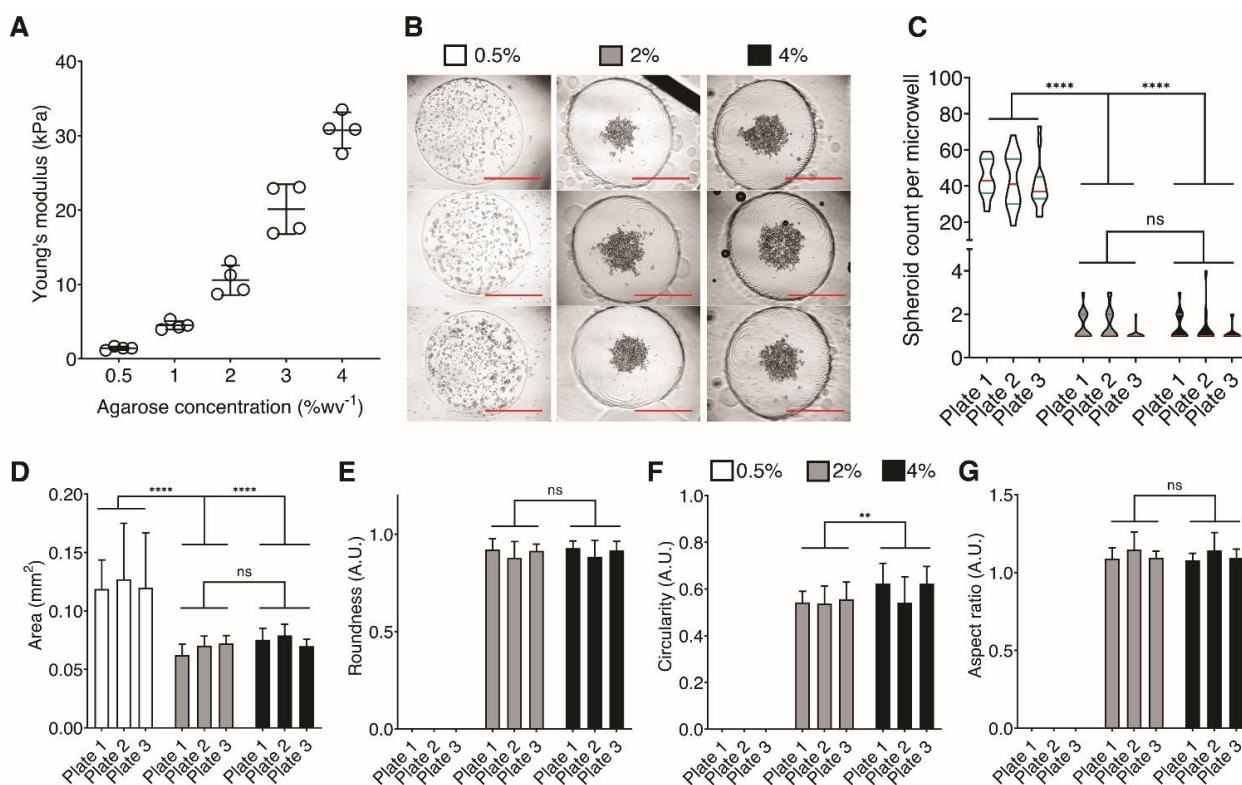 A
40
30
20
10
0
Young's modulus (kPa)
0.5 1 2 3 4
Agarose concentration (%wv-1)
B
0.5% 2% 4%
C
100
80
60
40
20
4
2
0
Spheroid count per microwell
**** ****
ns
Plate 1 Plate 2 Plate 3 Plate 1 Plate 2 Plate 3 Plate 1 Plate 2 Plate 3
D
0.20
0.15
0.10
0.05
0.00
Area (mm2)
**** ****
ns
Plate 1 Plate 2 Plate 3 Plate 1 Plate 2 Plate 3 Plate 1 Plate 2 Plate 3
E
1.0
0.5
0.0
Roundness (A.U.)
ns
Plate 1 Plate 2 Plate 3 Plate 1 Plate 2 Plate 3 Plate 1 Plate 2 Plate 3
F
0.5% 2% 4%
1.0
0.8
0.6
0.4
0.2
0.0
Circularity (A.U.)
**
Plate 1 Plate 2 Plate 3 Plate 1 Plate 2 Plate 3 Plate 1 Plate 2 Plate 3
G
1.5
1.0
0.5
0.0
Aspect ratio (A.U.)
ns
Plate 1 Plate 2 Plate 3 Plate 1 Plate 2 Plate 3 Plate 1 Plate 2 Plate 3